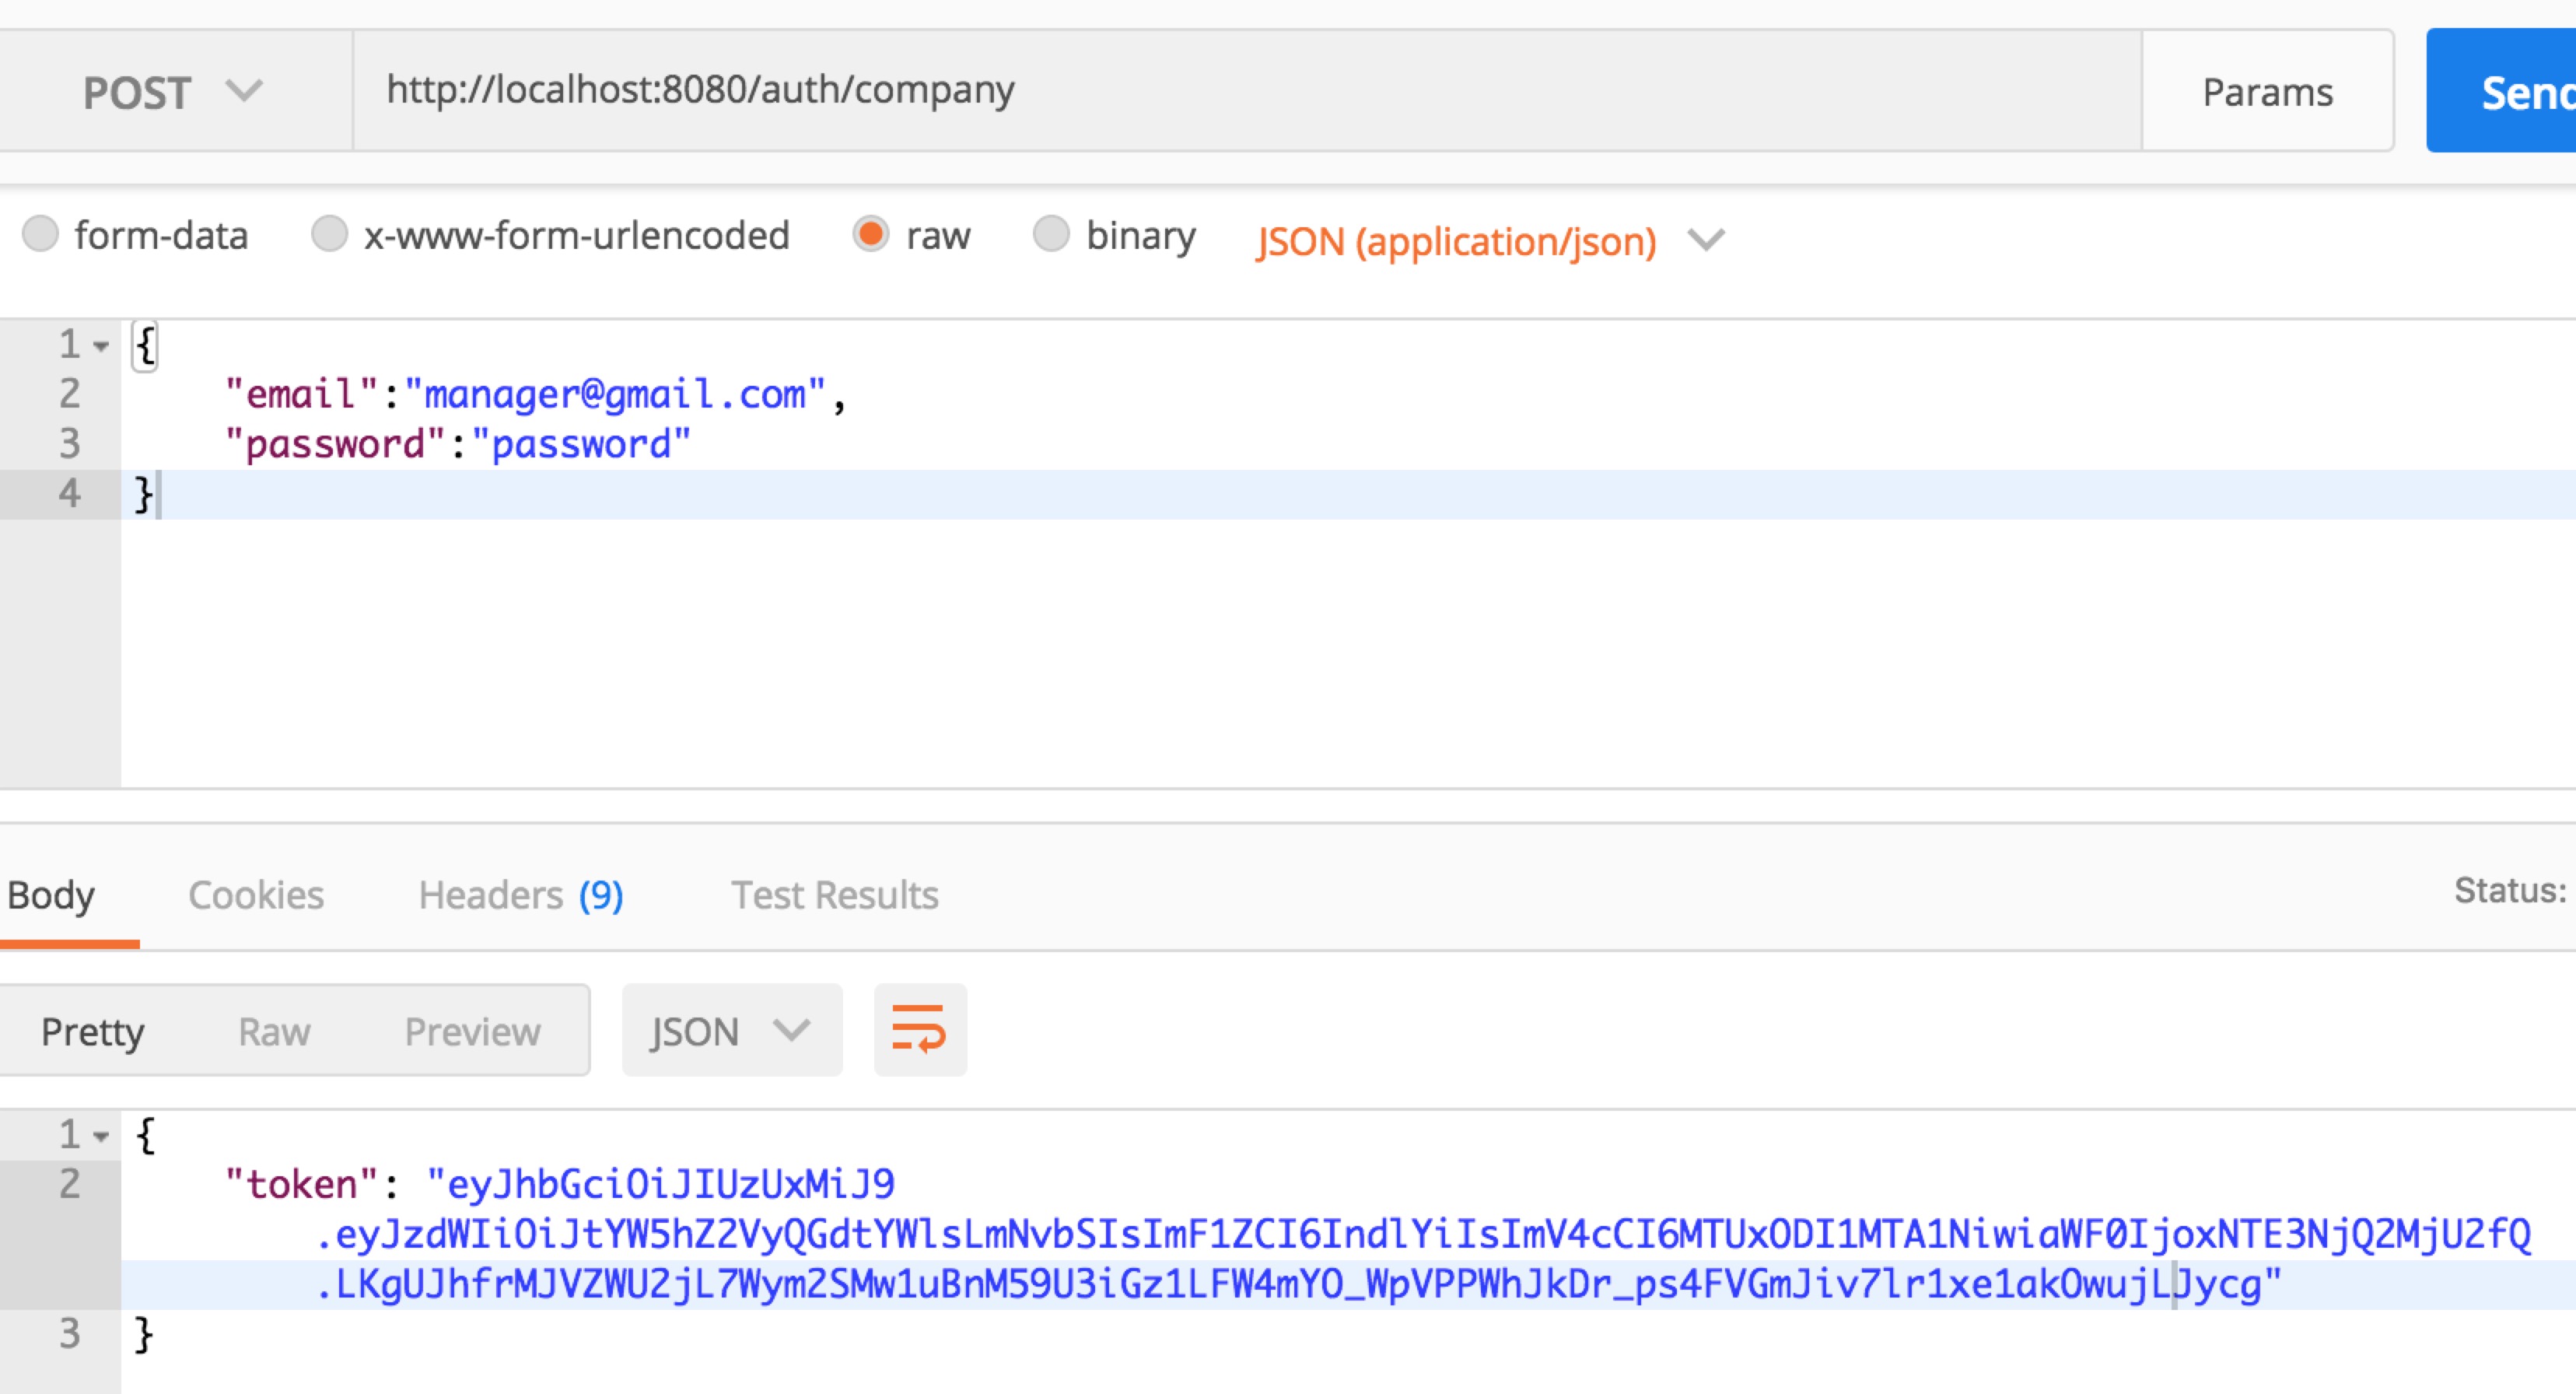 POST http://localhost:8080/auth/company Params Send
form-data x-www-form-urlencoded raw binary JSON (application/json)
1 {
2 "email":"manager@gmail.com",
3 "password":"password"
4 }
Body Cookies Headers (9) Test Results Status:
Pretty Raw Preview JSON
1 {
2 "token": "eyJhbGciOiJIUzUxMiJ9
.eyJzdWIiOiJtYW5hZ2VyQGdtYWlsLmNvbSIsImF1ZCI6IndlYiIsImV4cCI6MTUxODI1MTA1NiwiaWF0IjoxNTE3NjQ2MjU2fQ
.LKgUJhfrMJVZWU2jL7Wym2SMw1uBnM59U3iGz1LFW4mYO_WpVPPWhJkDr_ps4FVGmJiv7lr1xe1akOwujLJycg"
3 }